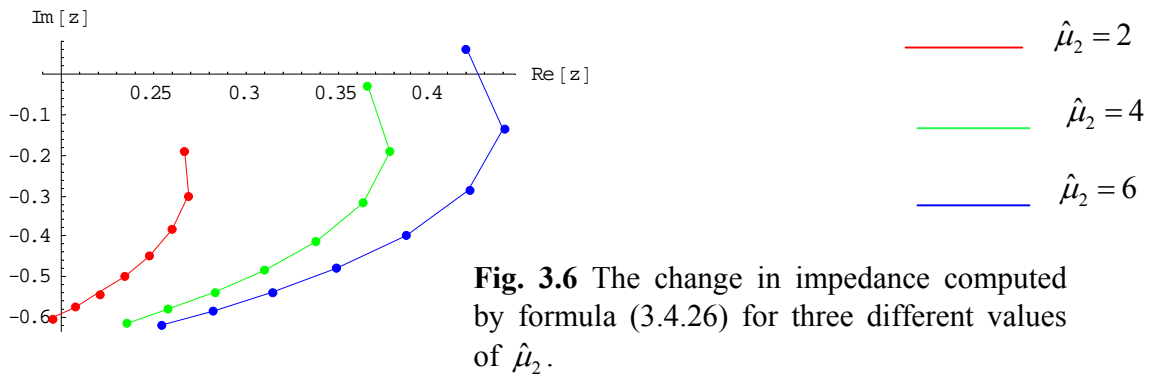 Im[z]
Re[z]
0.25 0.3 0.35 0.4
-0.1
-0.2
-0.3
-0.4
-0.5
-0.6
μ̂₂ = 2
μ̂₂ = 4
μ̂₂ = 6
Fig. 3.6 The change in impedance computed
by formula (3.4.26) for three different values
of μ̂₂.